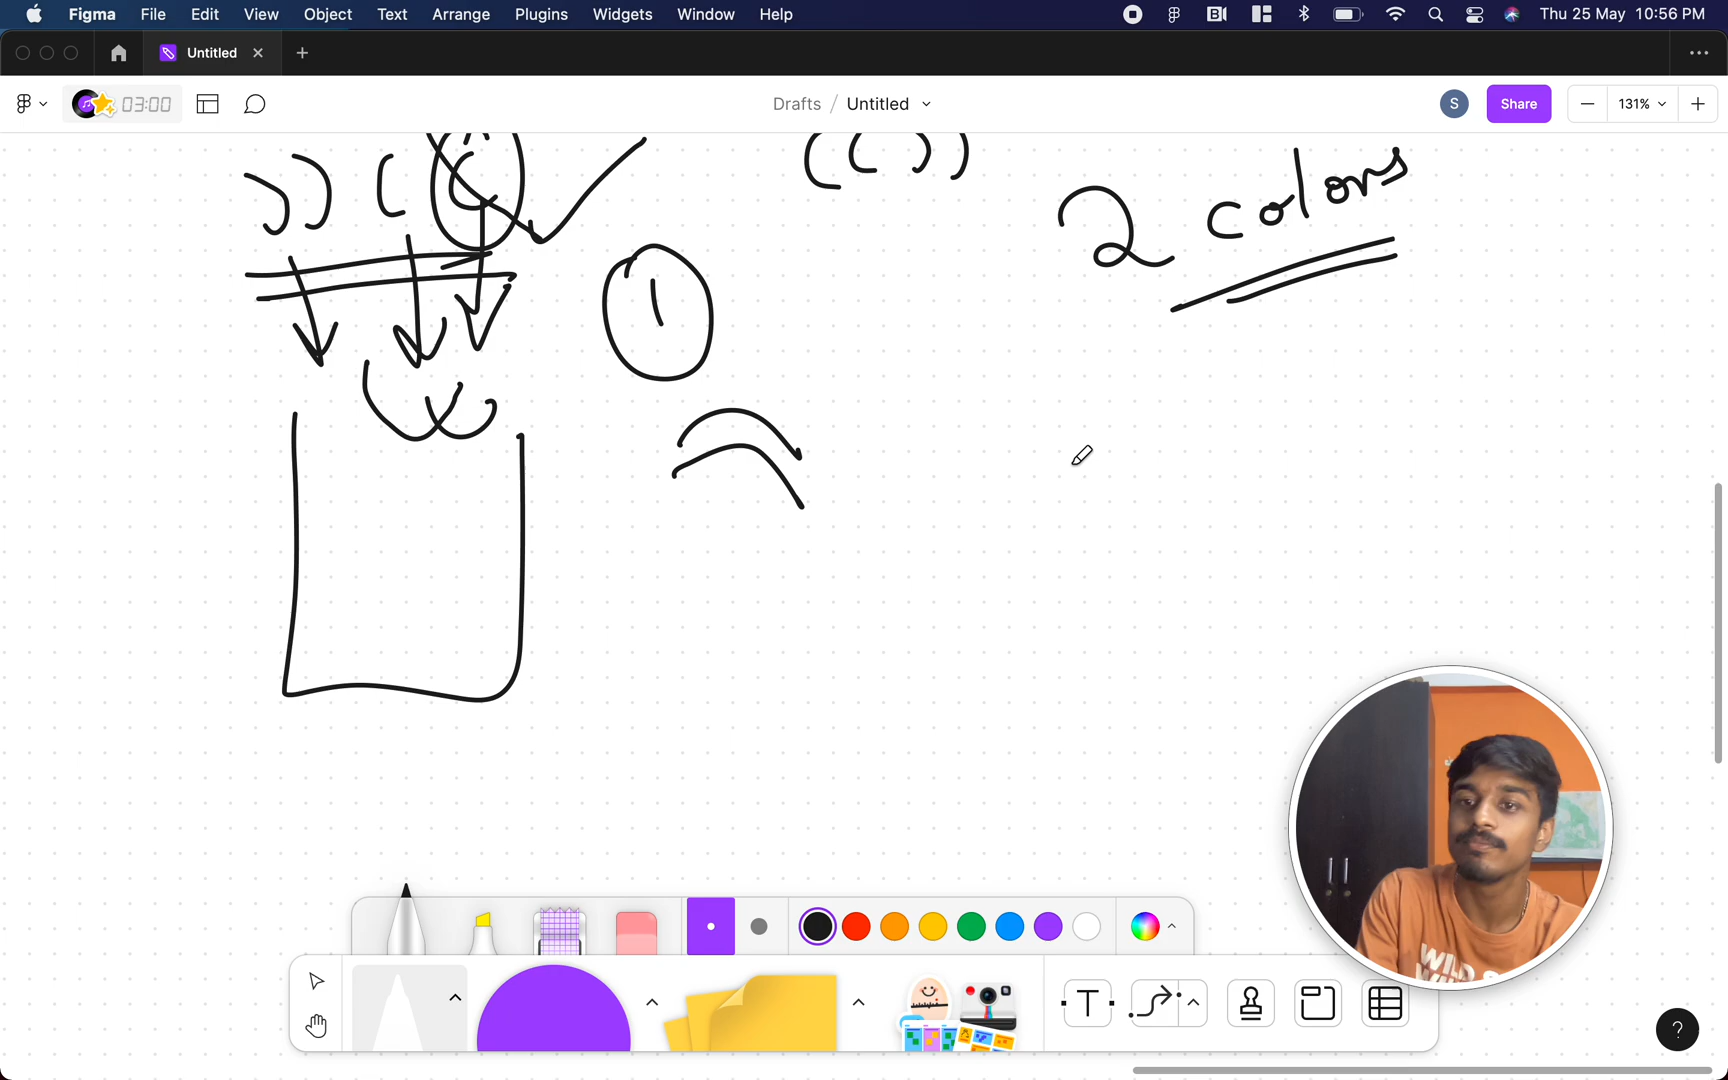 Figma File Edit View Object Text Arrange Plugins Widgets Window Help Thu 25 May 10:56 PM
Untitled
03:00 Drafts / Untitled S Share 131%
) ) ( (
( ( ) )
2 colors
1
T
?